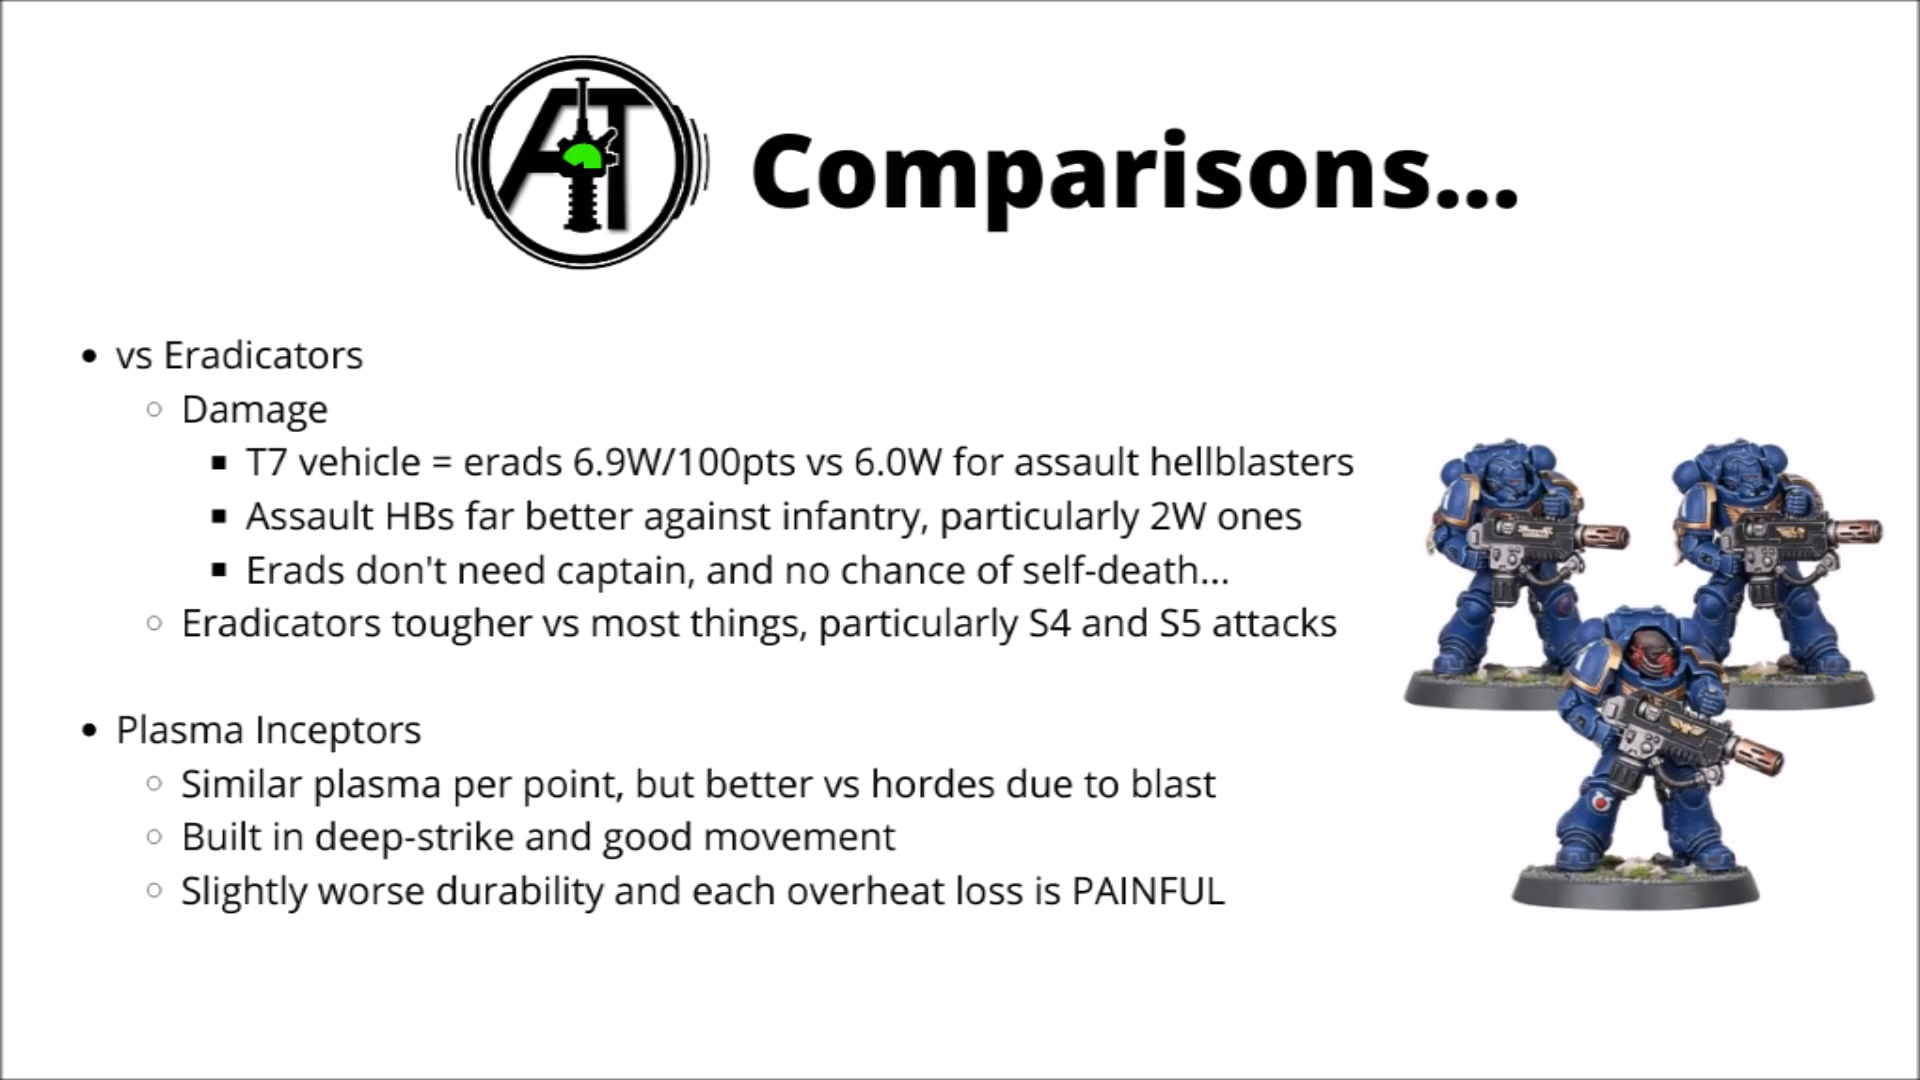 AT
Comparisons...
vs Eradicators
Damage
T7 vehicle = erads 6.9W/100pts vs 6.0W for assault hellblasters
Assault HBs far better against infantry, particularly 2W ones
Erads don't need captain, and no chance of self-death...
Eradicators tougher vs most things, particularly S4 and S5 attacks
Plasma Inceptors
Similar plasma per point, but better vs hordes due to blast
Built in deep-strike and good movement
Slightly worse durability and each overheat loss is PAINFUL